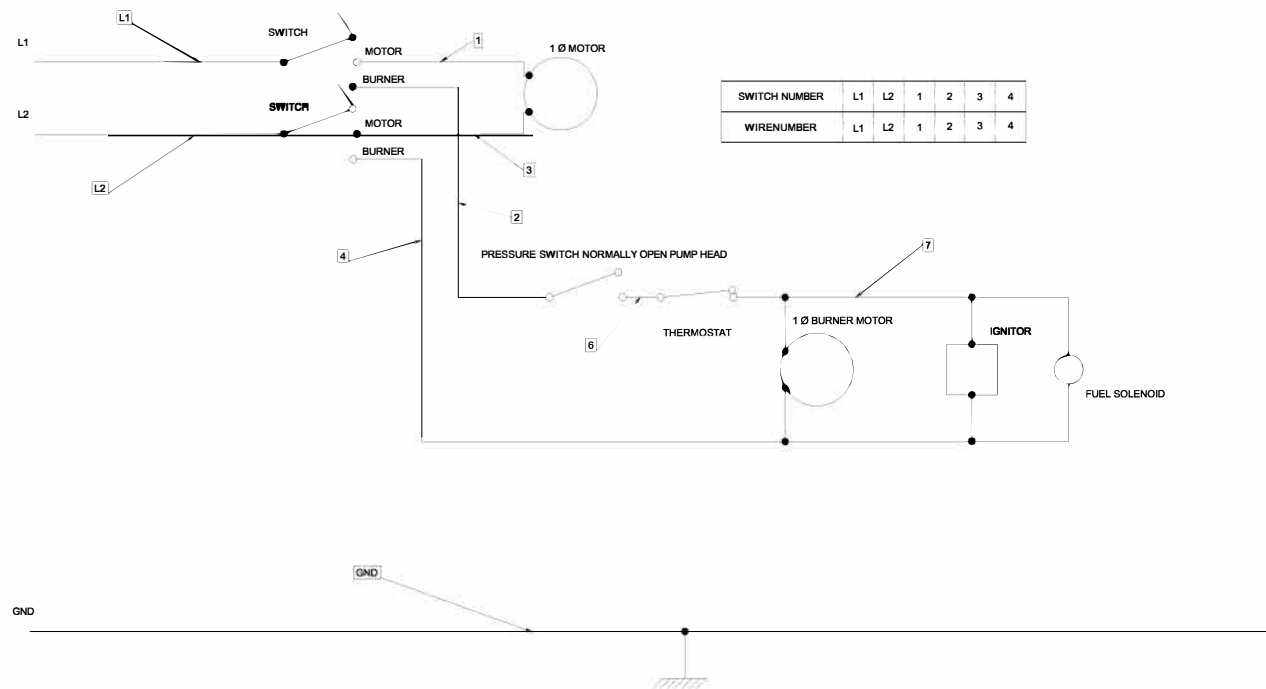 L1
L1
SWITCH
MOTOR
1
1 Ø MOTOR
BURNER
L2
SWITCH
MOTOR
BURNER
L2
3
2
4
SWITCH NUMBER L1 L2 1 2 3 4
WIRENUMBER L1 L2 1 2 3 4
PRESSURE SWITCH NORMALLY OPEN PUMP HEAD
7
6
THERMOSTAT
1 Ø BURNER MOTOR
IGNITOR
FUEL SOLENOID
GND
GND